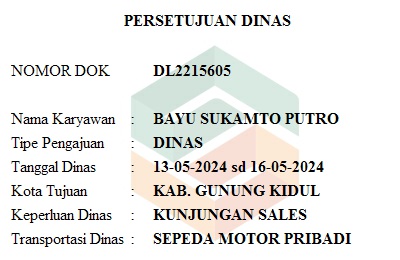 PERSETUJUAN DINAS
NOMOR DOK DL2215605
Nama Karyawan : BAYU SUKAMTO PUTRO
Tipe Pengajuan : DINAS
Tanggal Dinas : 13-05-2024 sd 16-05-2024
Kota Tujuan : KAB. GUNUNG KIDUL
Keperluan Dinas : KUNJUNGAN SALES
Transportasi Dinas : SEPEDA MOTOR PRIBADI